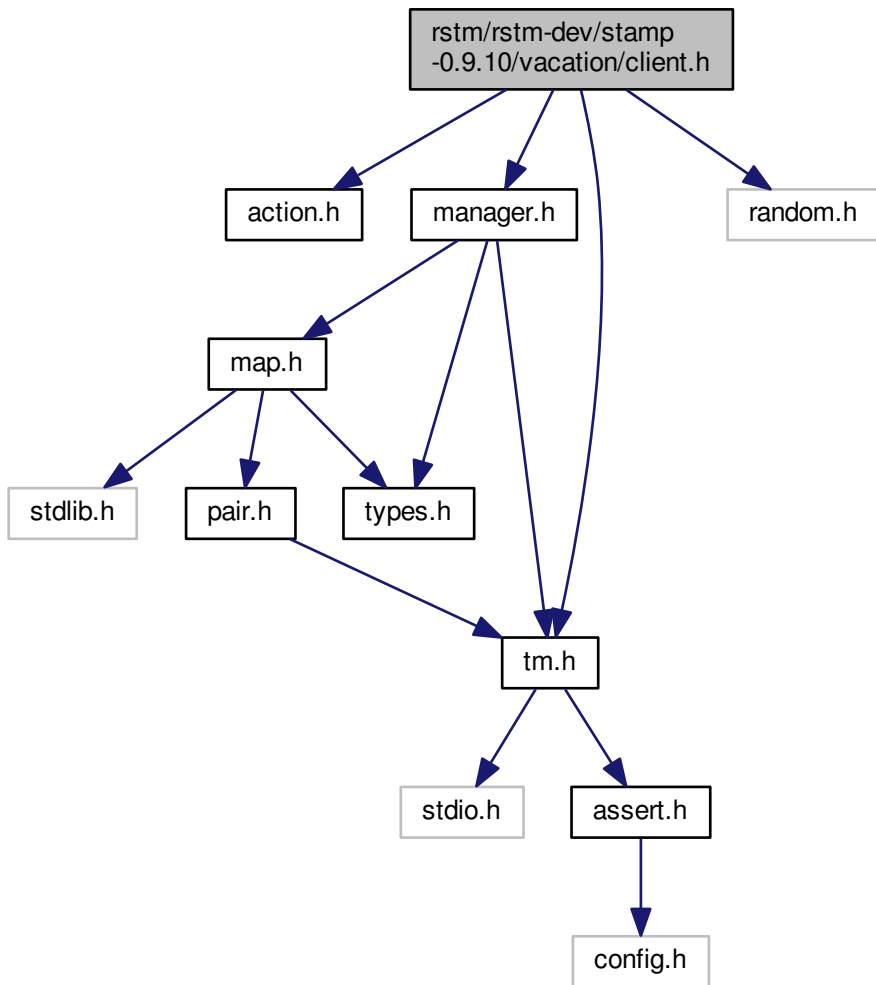 rstm/rstm-dev/stamp
-0.9.10/vacation/client.h
action.h
manager.h
random.h
map.h
stdlib.h
pair.h
types.h
tm.h
stdio.h
assert.h
config.h